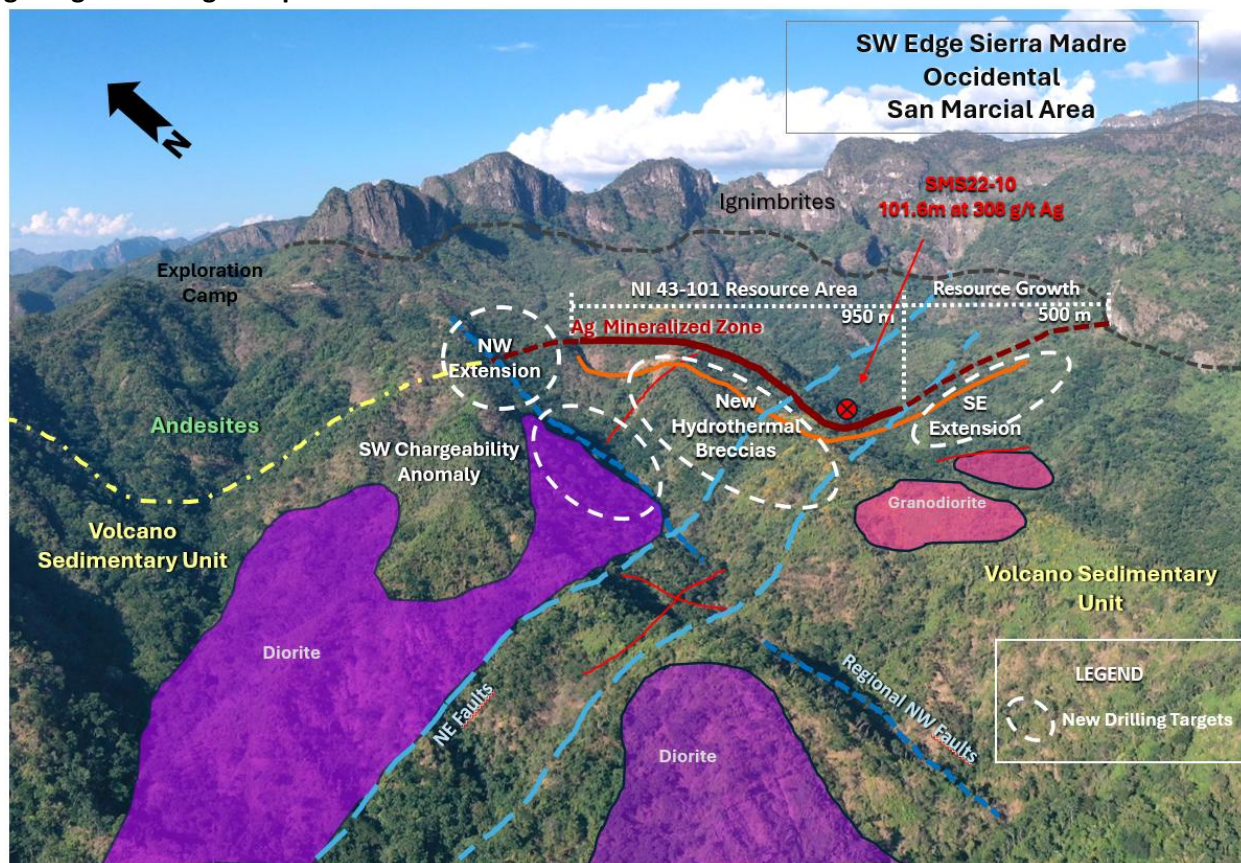 SW Edge Sierra Madre
Occidental
San Marcial Area
N
SMS22-10
101.6m at 308 g/t Ag
Ignimbrites
Exploration
Camp
NI 43-101 Resource Area
Resource Growth
950 m
500 m
Ag Mineralized Zone
NW
Extension
New
Hydrothermal
Breccias
SE
Extension
Andesites
SW Chargeability
Anomaly
Granodiorite
Volcano
Sedimentary Unit
Volcano Sedimentary
Unit
Diorite
NE Faults
Diorite
Regional NW Faults
LEGEND
New Drilling Targets